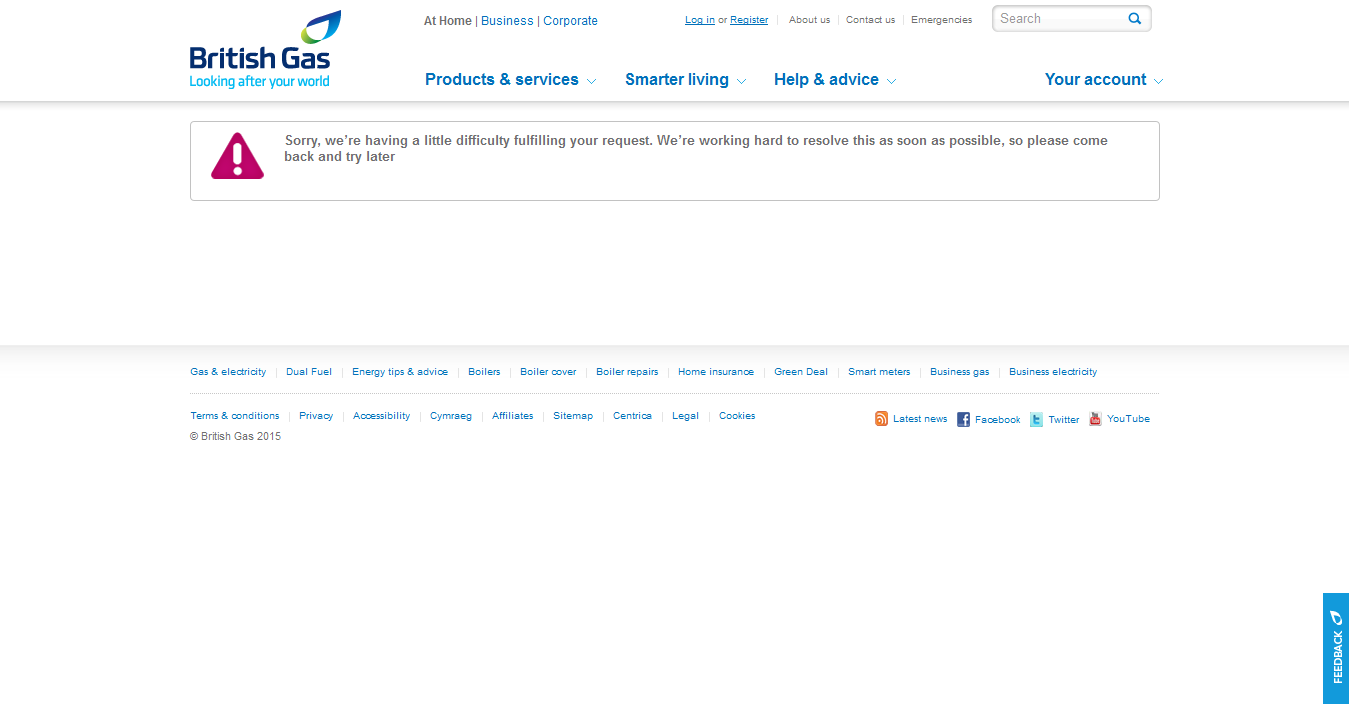 At Home | Business | Corporate
Log in or Register
About us
Contact us
Emergencies
Search
British Gas
Looking after your world
Products & services
Smarter living
Help & advice
Your account
Sorry, we’re having a little difficulty fulfilling your request. We’re working hard to resolve this as soon as possible, so please come
back and try later
Gas & electricity
Dual Fuel
Energy tips & advice
Boilers
Boiler cover
Boiler repairs
Home insurance
Green Deal
Smart meters
Business gas
Business electricity
Terms & conditions
Privacy
Accessibility
Cymraeg
Affiliates
Sitemap
Centrica
Legal
Cookies
Latest news
Facebook
Twitter
YouTube
© British Gas 2015
FEEDBACK